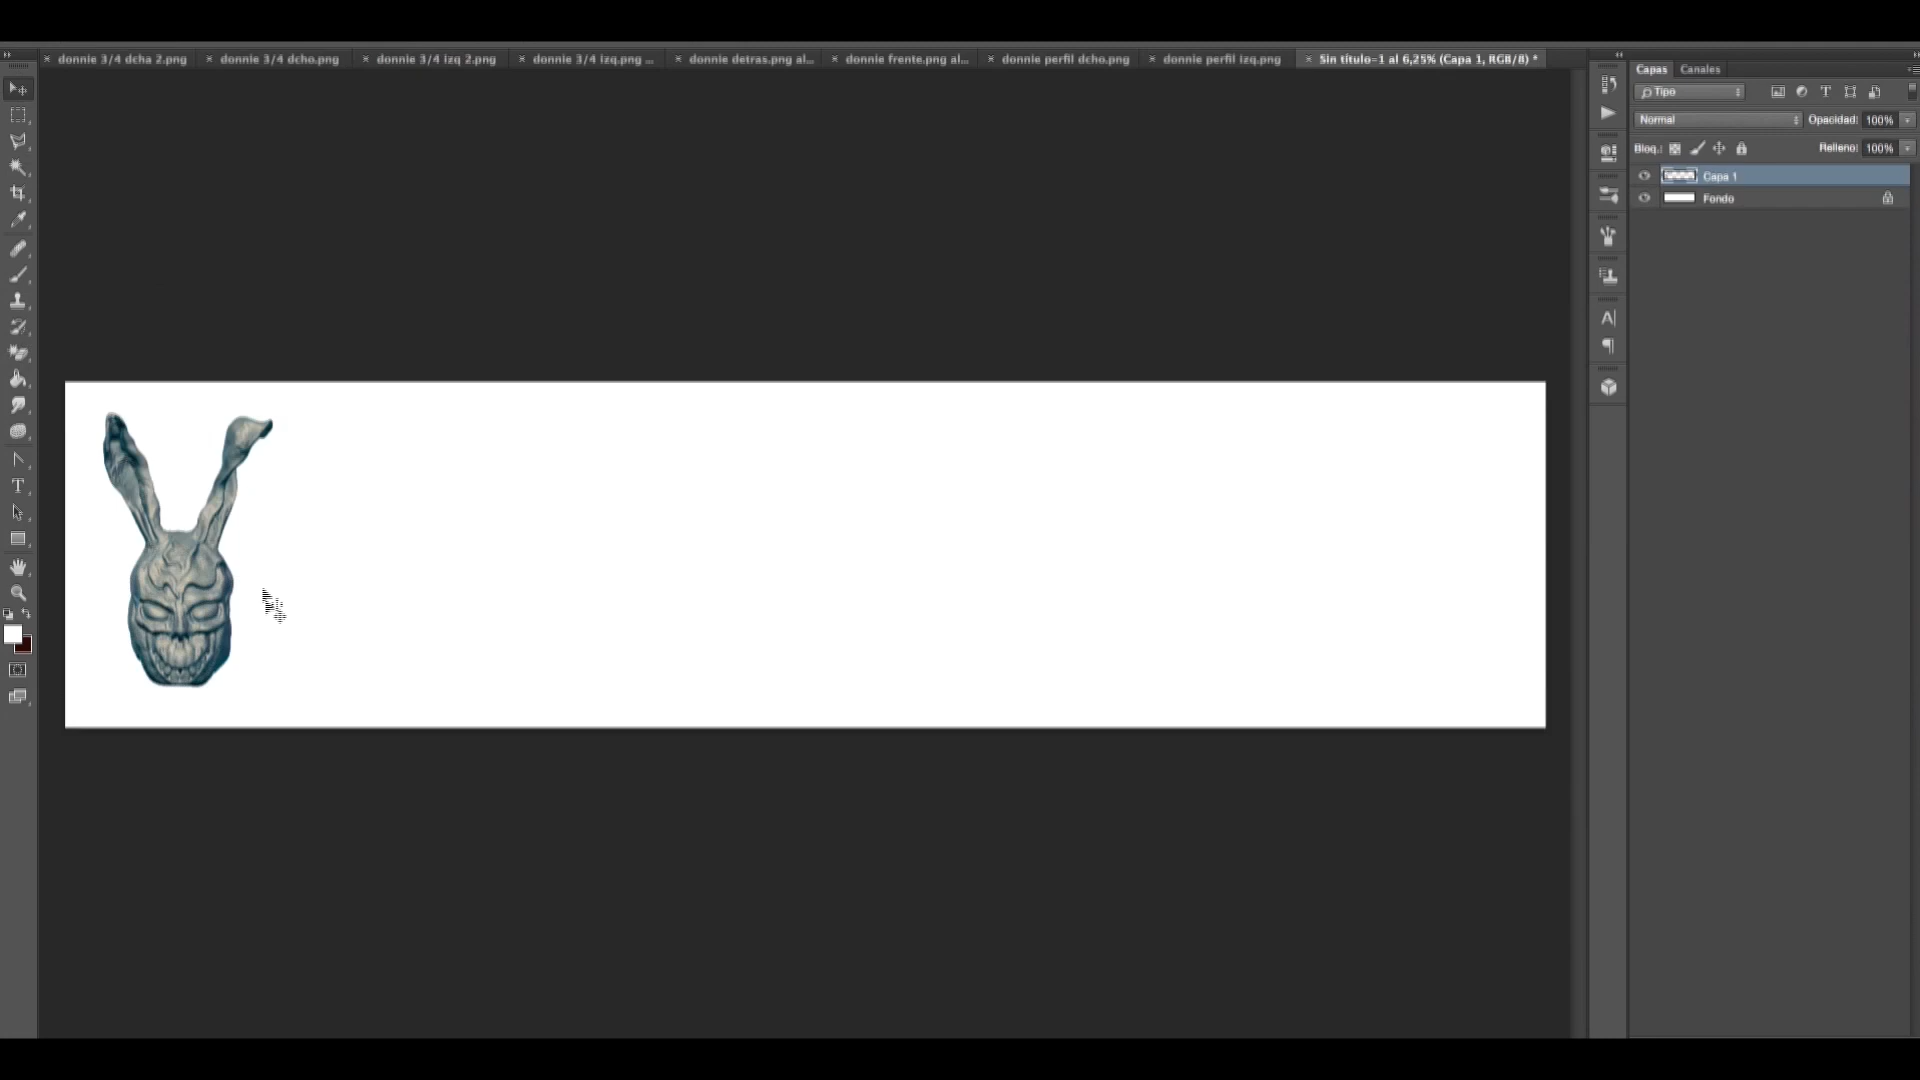 donnie 3/4 dcha 2.png
donnie 3/4 dcho.png
donnie 3/4 izq 2.png
donnie 3/4 izq.png ...
donnie detras.png al...
donnie frente.png al...
donnie perfil dcho.png
donnie perfil izq.png
Sin título-1 al 6,25% (Capa 1, RGB/8) *
Capas
Canales
Tipo
Normal
Opacidad: 100%
Bloq.:
Relleno: 100%
Capa 1
Fondo